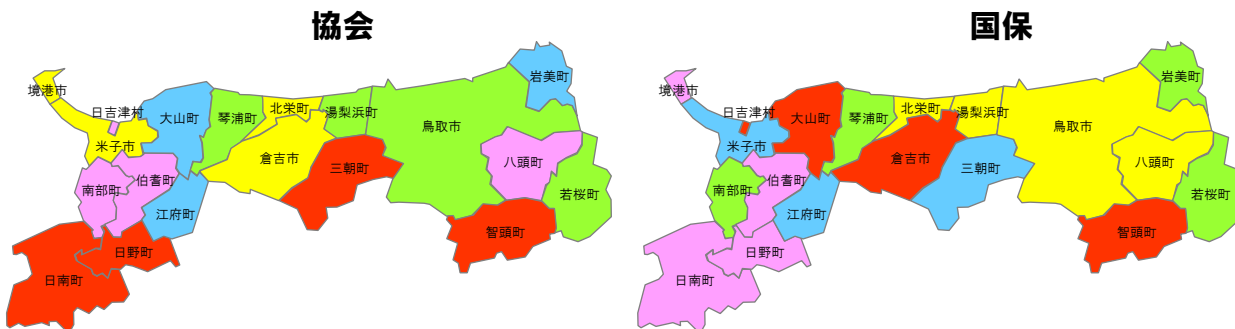 協会
国保
岩美町
境港市
日吉津村
大山町
琴浦町
北栄町
湯梨浜町
鳥取市
米子市
倉吉市
三朝町
八頭町
伯耆町
南部町
若桜町
江府町
智頭町
日野町
日南町
岩美町
境港市
日吉津村
大山町
琴浦町
北栄町
湯梨浜町
鳥取市
米子市
倉吉市
三朝町
八頭町
伯耆町
南部町
若桜町
江府町
智頭町
日野町
日南町